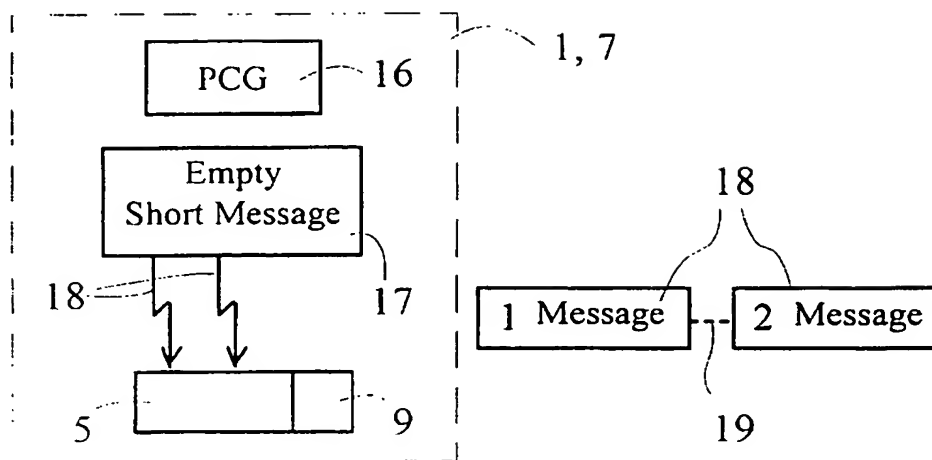 1, 7
PCG
16
Empty
Short Message
18
18
17
1 Message
2 Message
5
9
19